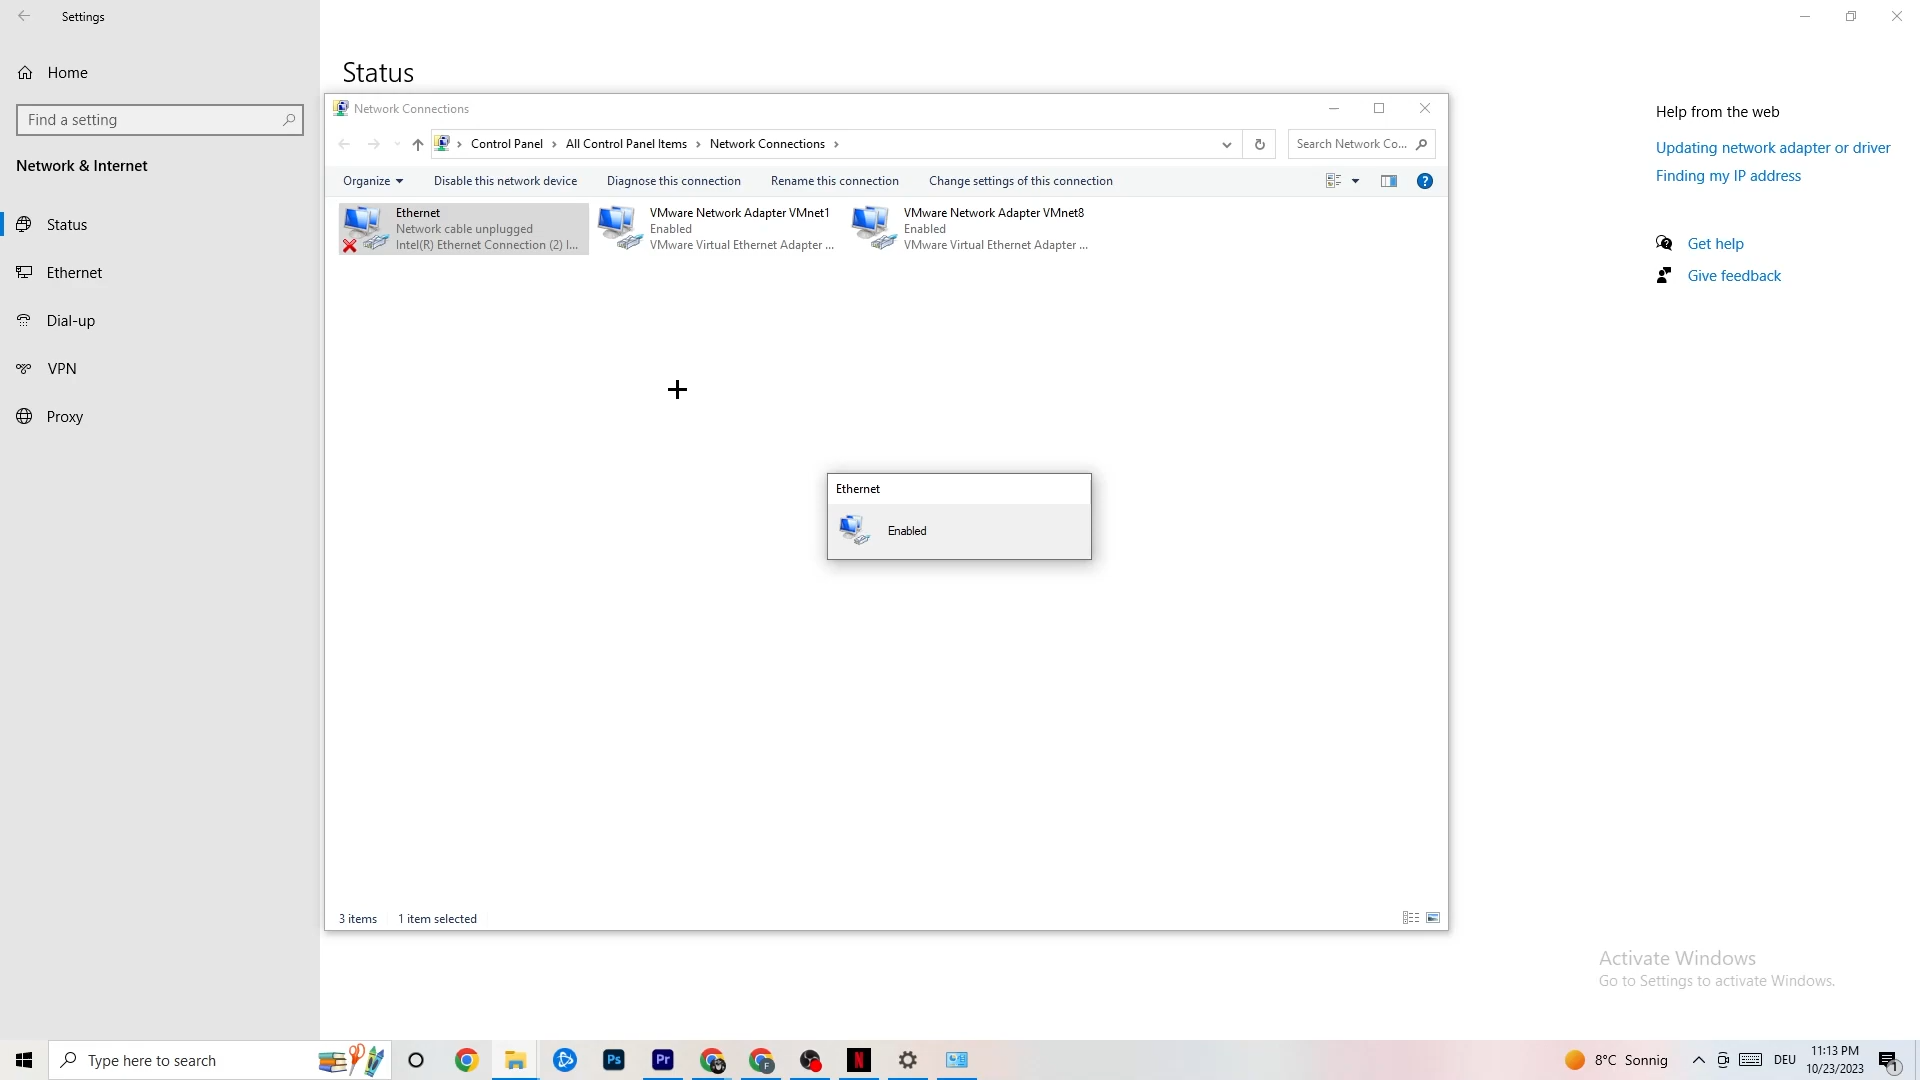 Settings
Home
Find a setting
Network & Internet
Status
Ethernet
Dial-up
VPN
Proxy
Status
Network Connections
Control Panel > All Control Panel Items > Network Connections >
Search Network Co...
Organize
Disable this network device
Diagnose this connection
Rename this connection
Change settings of this connection
Ethernet
Network cable unplugged
Intel(R) Ethernet Connection (2) I...
VMware Network Adapter VMnet1
Enabled
VMware Virtual Ethernet Adapter ...
VMware Network Adapter VMnet8
Enabled
VMware Virtual Ethernet Adapter ...
Ethernet
Enabled
3 items
1 item selected
Help from the web
Updating network adapter or driver
Finding my IP address
Get help
Give feedback
Activate Windows
Go to Settings to activate Windows.
Type here to search
Ps
Pr
F
N
8°C Sonnig
DEU
11:13 PM
10/23/2023
1